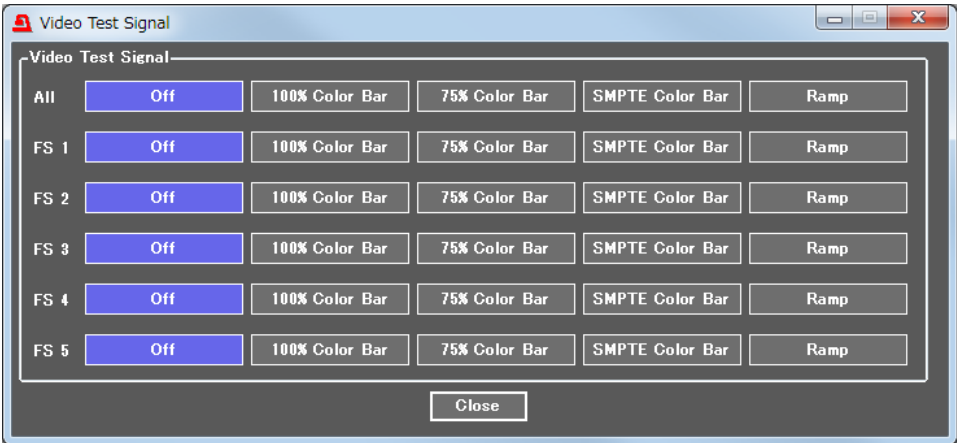 Video Test Signal
Video Test Signal
All Off 100% Color Bar 75% Color Bar SMPTE Color Bar Ramp
FS 1 Off 100% Color Bar 75% Color Bar SMPTE Color Bar Ramp
FS 2 Off 100% Color Bar 75% Color Bar SMPTE Color Bar Ramp
FS 3 Off 100% Color Bar 75% Color Bar SMPTE Color Bar Ramp
FS 4 Off 100% Color Bar 75% Color Bar SMPTE Color Bar Ramp
FS 5 Off 100% Color Bar 75% Color Bar SMPTE Color Bar Ramp
Close